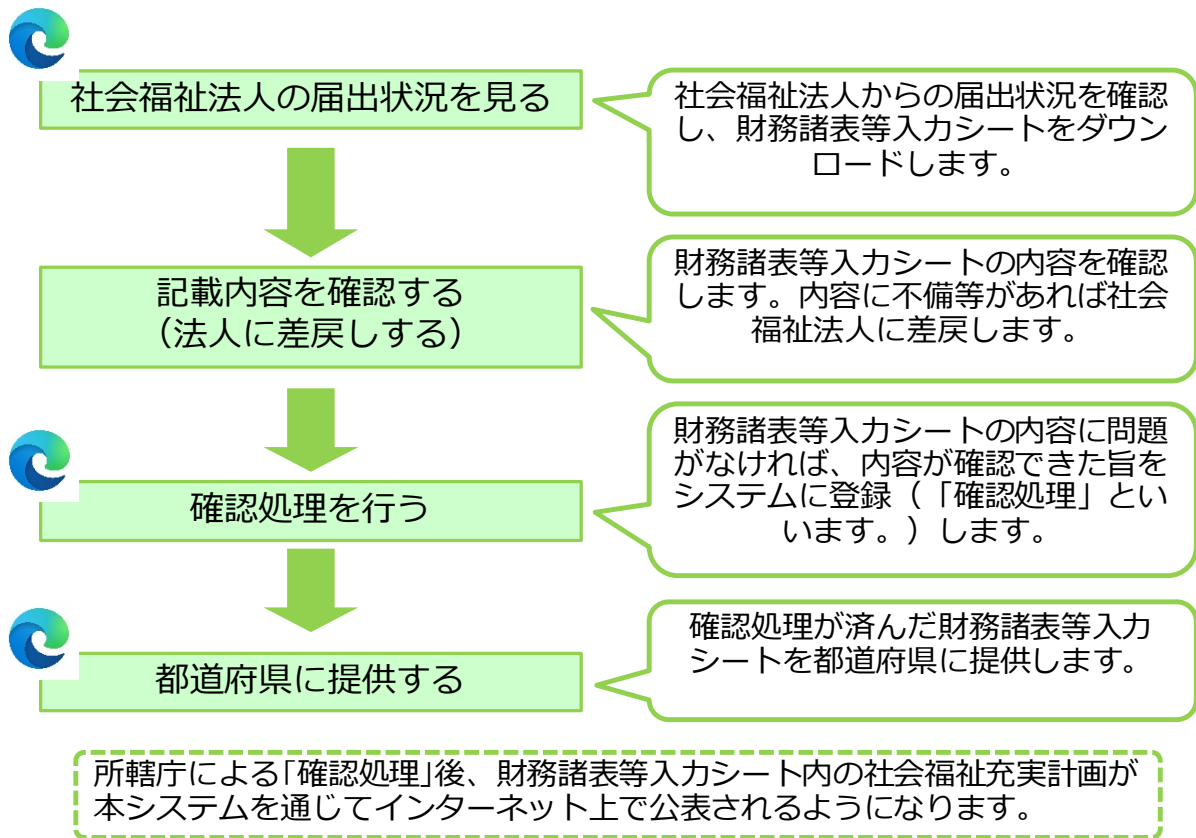 社会福祉法人の届出状況を見る
社会福祉法人からの届出状況を確認
し、財務諸表等入力シートをダウン
ロードします。
記載内容を確認する
（法人に差戻しする）
財務諸表等入力シートの内容を確認
します。内容に不備等があれば社会
福祉法人に差戻します。
確認処理を行う
財務諸表等入力シートの内容に問題
がなければ、内容が確認できた旨を
システムに登録（「確認処理」とい
います。）します。
都道府県に提供する
確認処理が済んだ財務諸表等入力
シートを都道府県に提供します。
所轄庁による「確認処理」後、財務諸表等入力シート内の社会福祉充実計画が
本システムを通じてインターネット上で公表されるようになります。